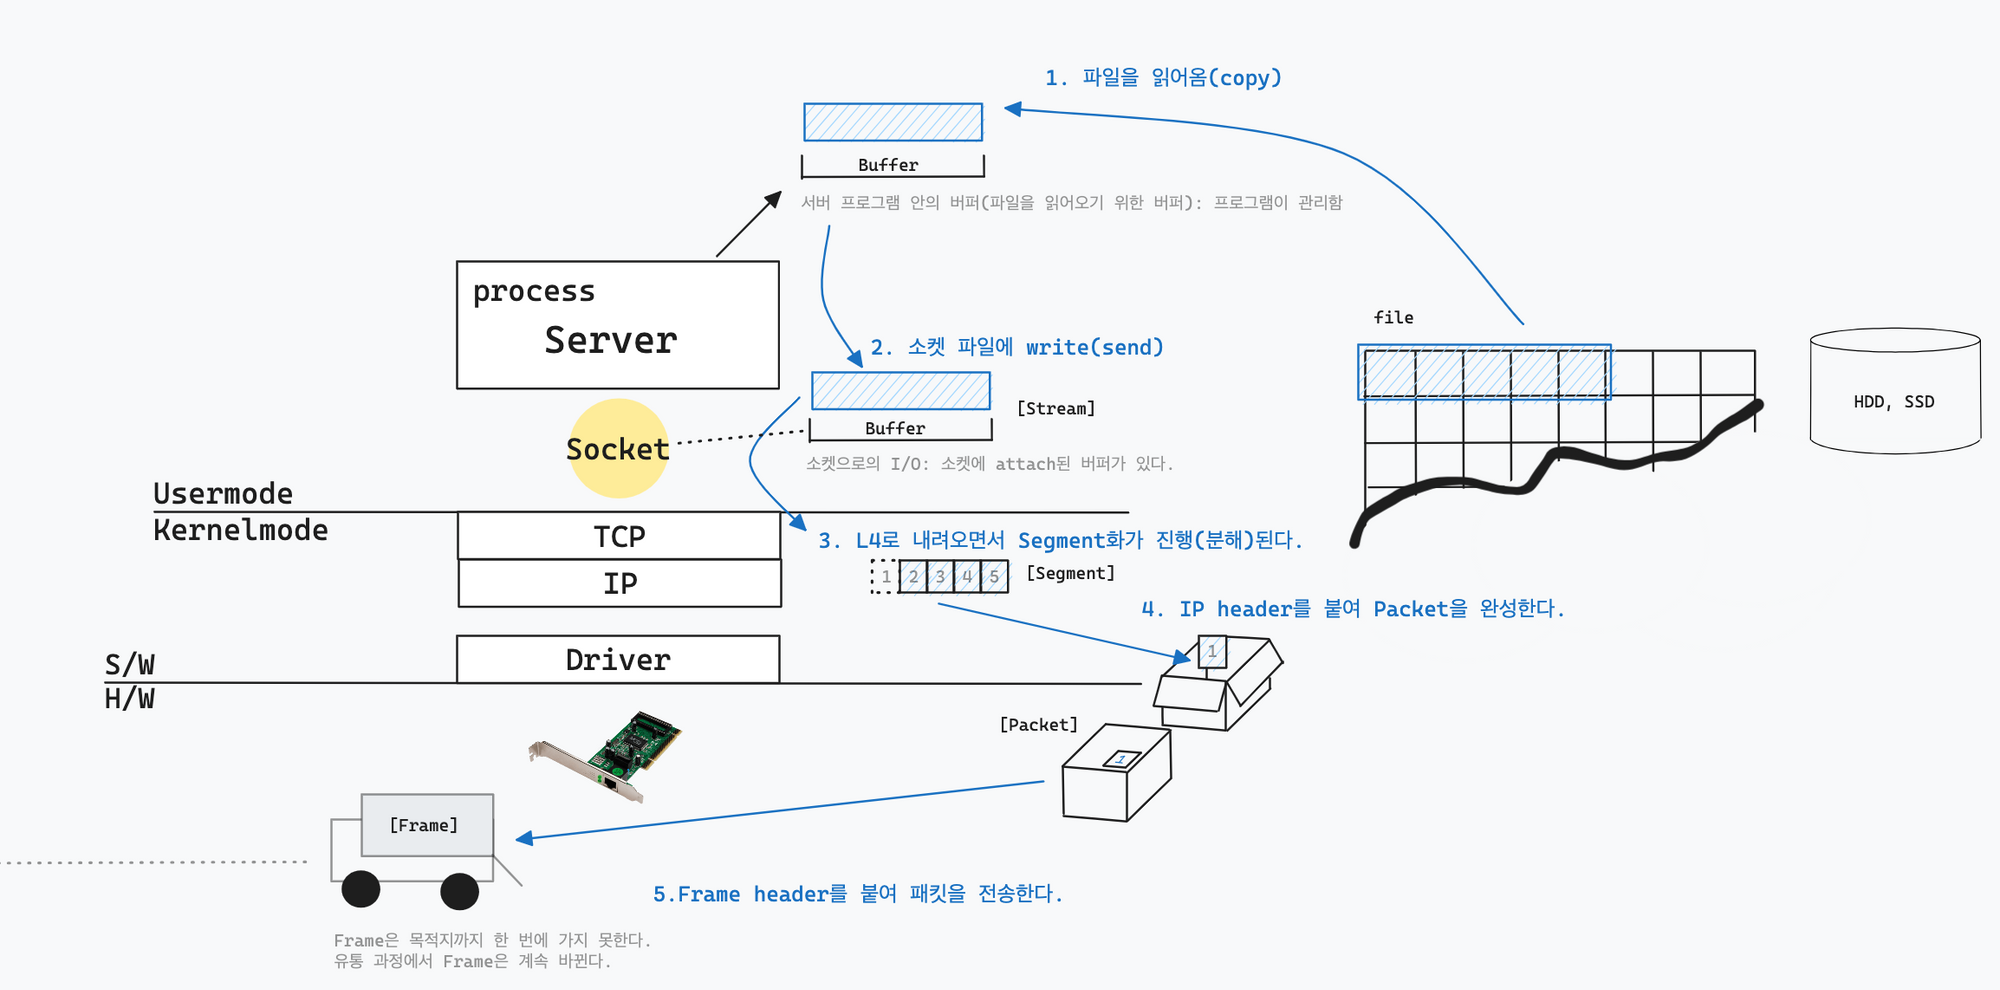 1. 파일을 읽어옴(copy)
Buffer
서버 프로그램 안의 버퍼(파일을 읽어오기 위한 버퍼): 프로그램이 관리함
process
Server
file
HDD, SSD
2. 소켓 파일에 write(send)
[Stream]
Buffer
Socket
소켓으로의 I/O: 소켓에 attach된 버퍼가 있다.
Usermode
Kernelmode
TCP
3. L4로 내려오면서 Segment화가 진행(분해)된다.
1 2 3 4 5
[Segment]
IP
4. IP header를 붙여 Packet을 완성한다.
1
Driver
S/W
H/W
[Packet]
1
[Frame]
5.Frame header를 붙여 패킷을 전송한다.
Frame은 목적지까지 한 번에 가지 못한다.
유통 과정에서 Frame은 계속 바뀐다.